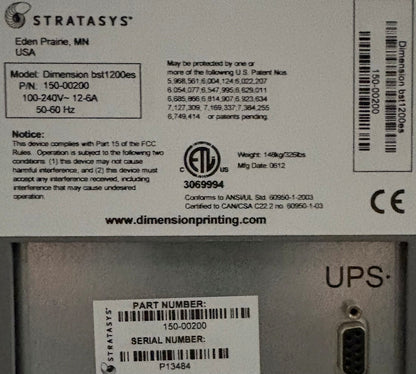 STRATASYS
Eden Prairie, MN
USA
Model: Dimension bst1200es
P/N: 150-00200
100-240V~ 12-6A
50-60 Hz
May be protected by one or
more of the following U.S. Patent Nos.
5,968,561; 6,004,124; 6,022,207
6,054,077; 6,547,995; 6,629,011
6,685,866; 6,814,907; 6,923,634
7,127,309; 7,169,337; 7,384,255
6,749,414 or patents pending.
Dimension bst1200es
150-00200
Notice:
This device complies with Part 15 of the FCC
Rules. Operation is subject to the following two
conditions (1) this device may not cause
harmful interference, and (2) this device must
accept any interference received, including
interference that may cause undesired
operation.
C ETL US
LISTED
3069994
Weight: 148kg/326lbs
Mfg Date: 0612
Conforms to ANSI/UL Std 60950-1-2003
Certified to CAN/CSA C22.2 no. 60950-1-03
CE
www.dimensionprinting.com
UPS
STRATASYS
PART NUMBER:
150-00200
SERIAL NUMBER:
P13484